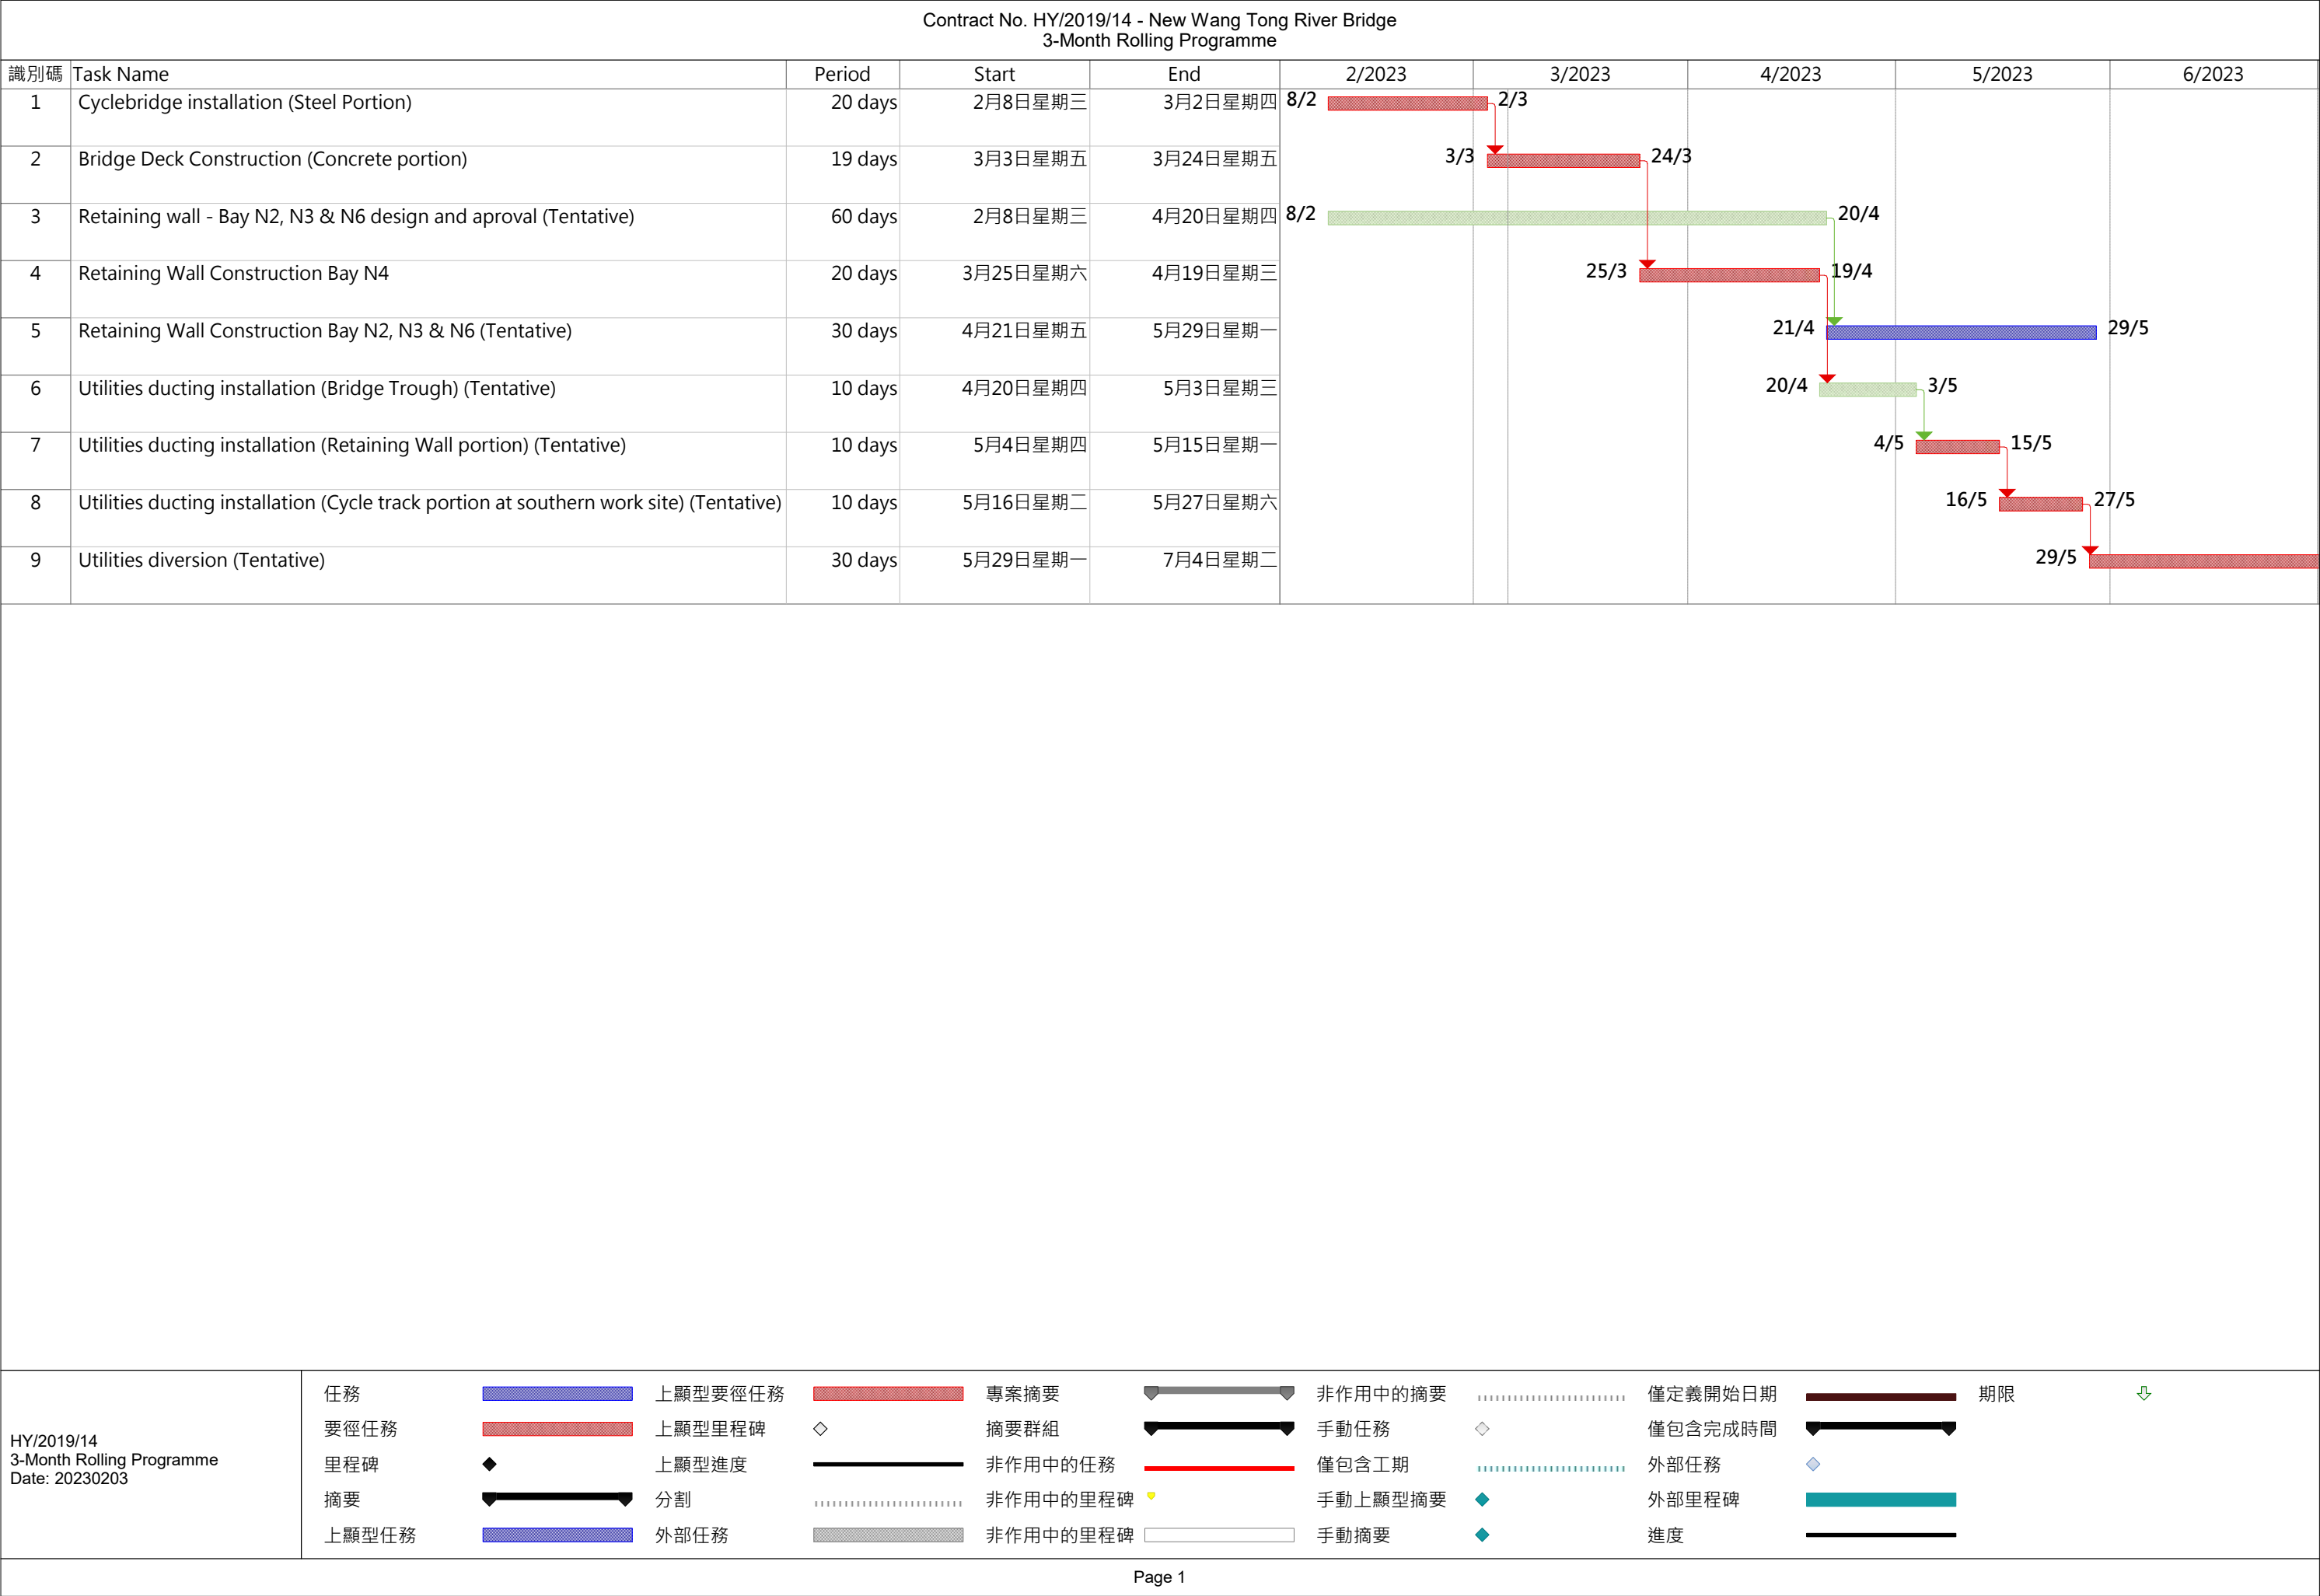 Contract No. HY/2019/14 - New Wang Tong River Bridge
3-Month Rolling Programme
識別碼 Task Name Period Start End 2/2023 3/2023 4/2023 5/2023 6/2023
1 Cyclebridge installation (Steel Portion) 20 days 2月8日星期三 3月2日星期四 8/2 2/3
2 Bridge Deck Construction (Concrete portion) 19 days 3月3日星期五 3月24日星期五 3/3 24/3
3 Retaining wall - Bay N2, N3 & N6 design and aproval (Tentative) 60 days 2月8日星期三 4月20日星期四 8/2 20/4
4 Retaining Wall Construction Bay N4 20 days 3月25日星期六 4月19日星期三 25/3 19/4
5 Retaining Wall Construction Bay N2, N3 & N6 (Tentative) 30 days 4月21日星期五 5月29日星期一 21/4 29/5
6 Utilities ducting installation (Bridge Trough) (Tentative) 10 days 4月20日星期四 5月3日星期三 20/4 3/5
7 Utilities ducting installation (Retaining Wall portion) (Tentative) 10 days 5月4日星期四 5月15日星期一 4/5 15/5
8 Utilities ducting installation (Cycle track portion at southern work site) (Tentative) 10 days 5月16日星期二 5月27日星期六 16/5 27/5
9 Utilities diversion (Tentative) 30 days 5月29日星期一 7月4日星期二 29/5
HY/2019/14
3-Month Rolling Programme
Date: 20230203
任務 上顯型要徑任務 專案摘要 非作用中的摘要 僅定義開始日期 期限
要徑任務 上顯型里程碑 摘要群組 手動任務 僅包含完成時間
里程碑 上顯型進度 非作用中的任務 僅包含工期 外部任務
摘要 分割 非作用中的里程碑 手動上顯型摘要 外部里程碑
上顯型任務 外部任務 非作用中的里程碑 手動摘要 進度
Page 1